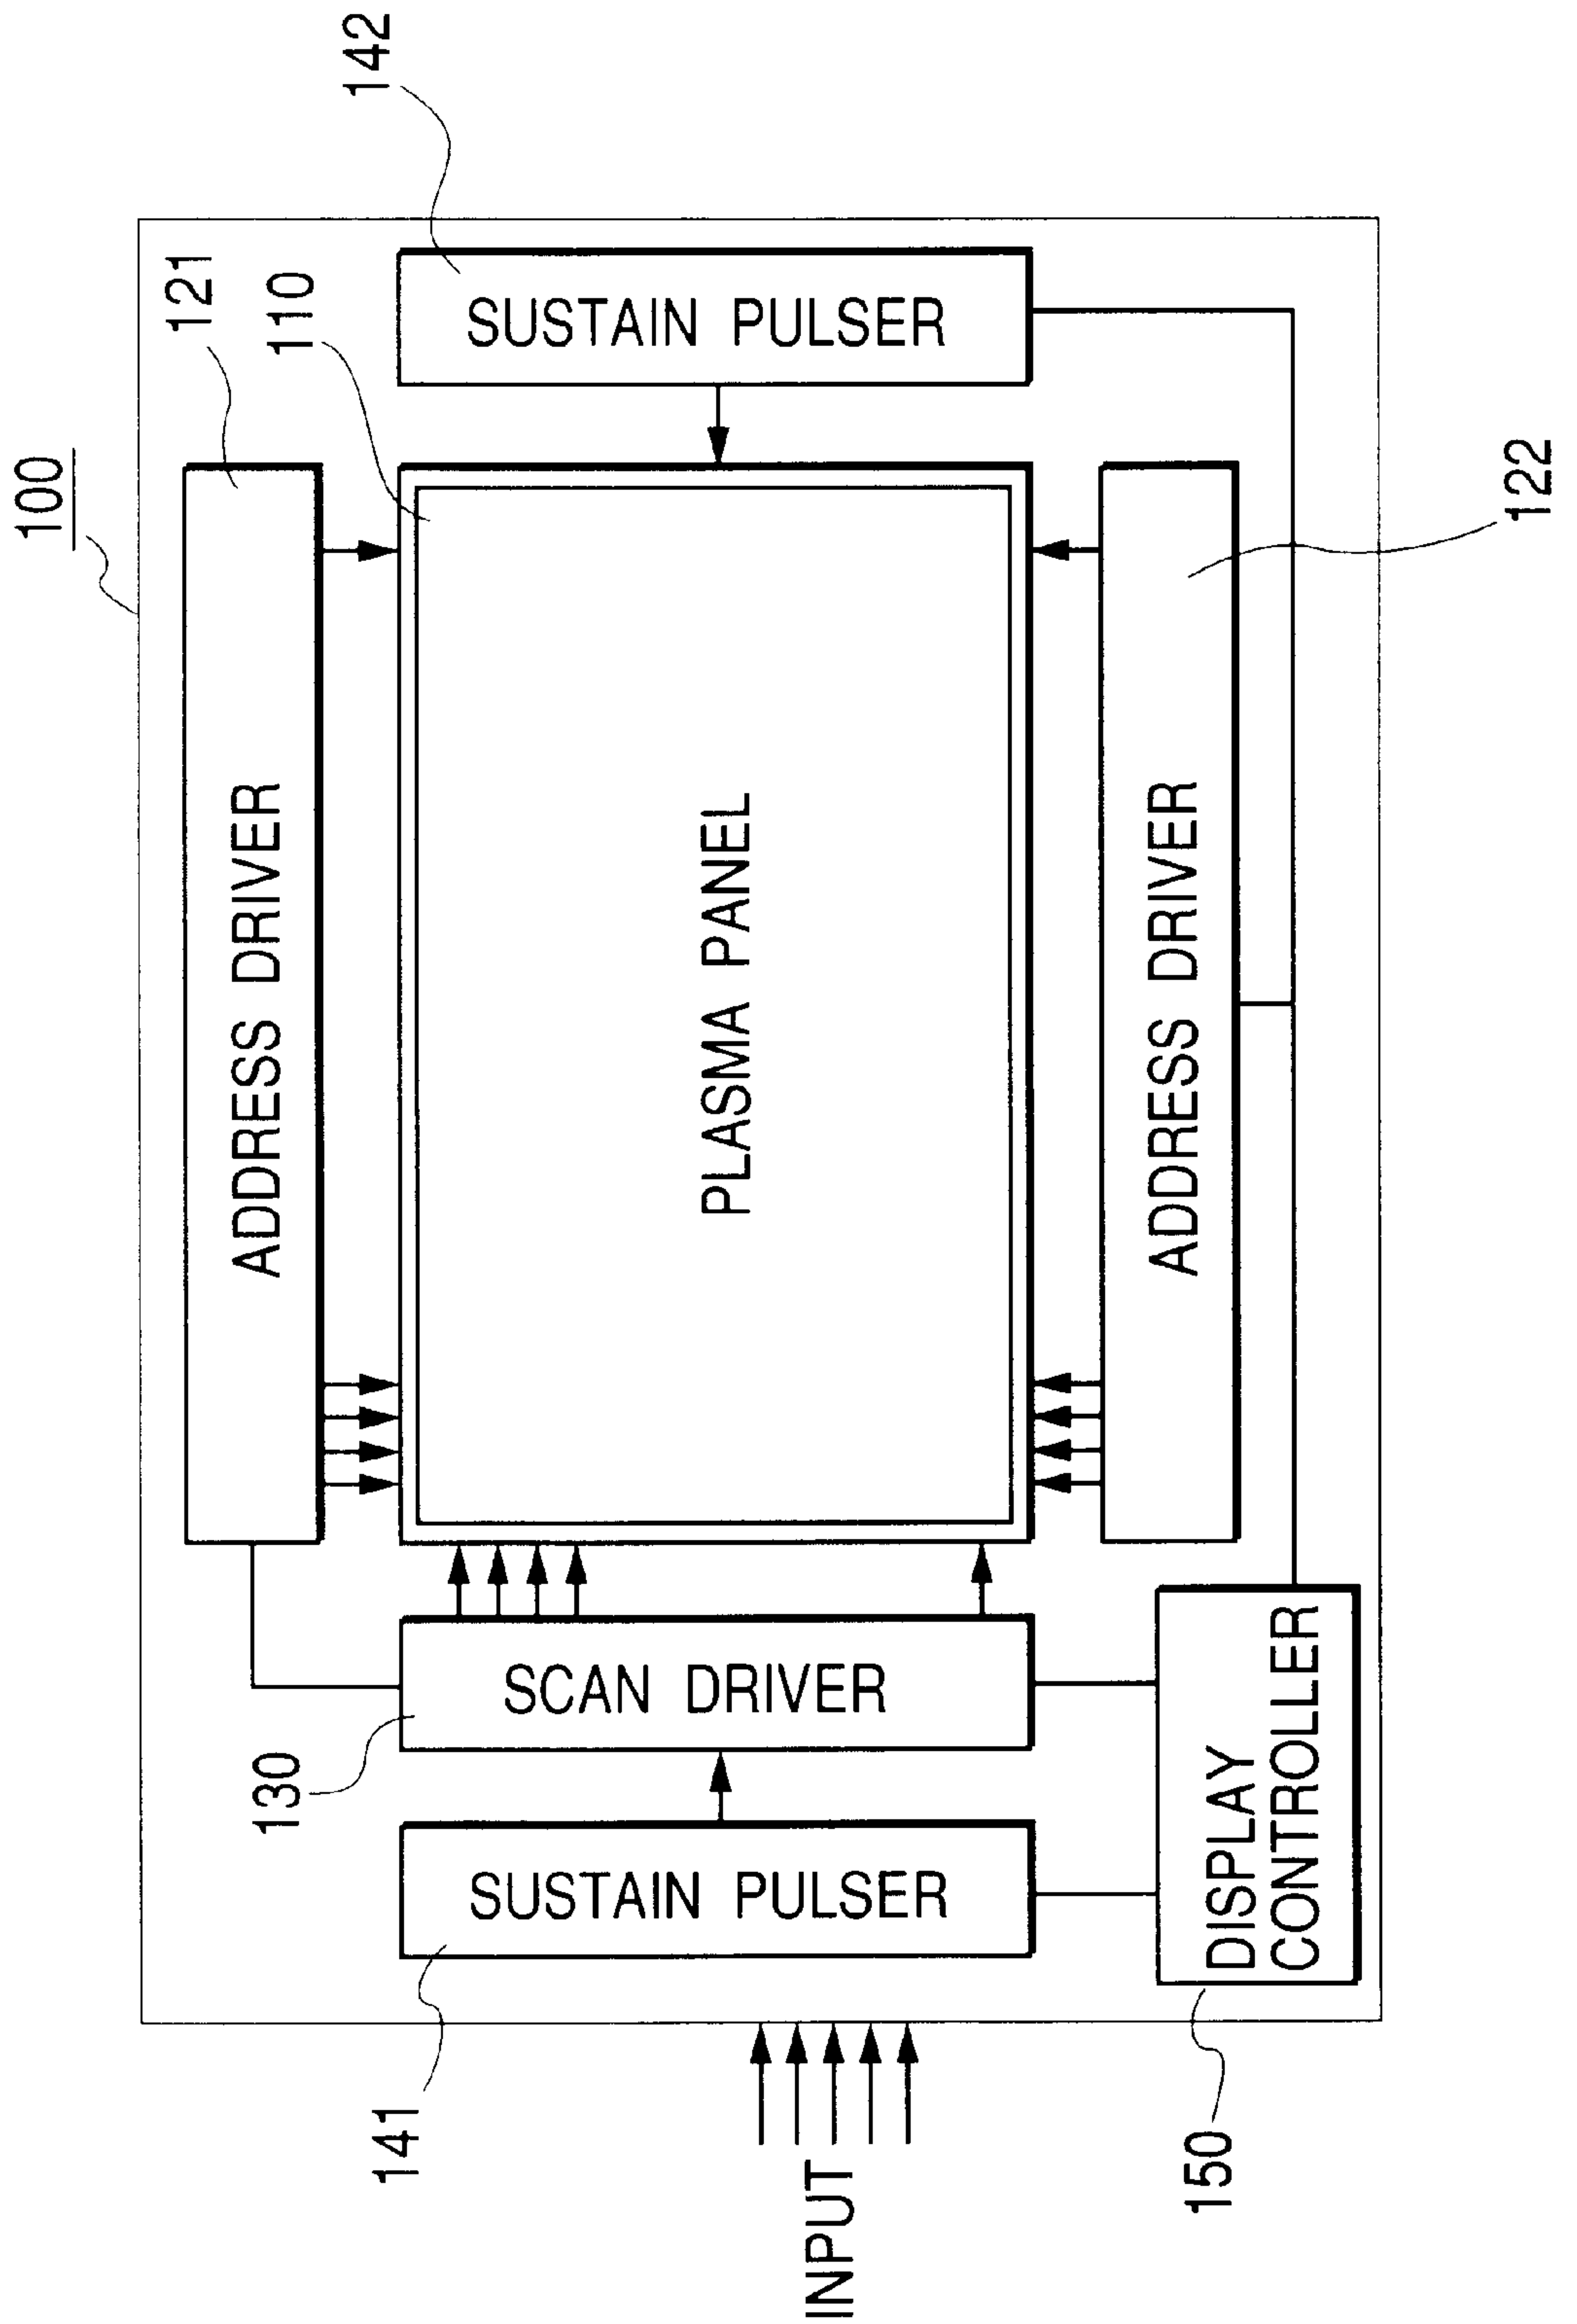 100
121
110
142
ADDRESS DRIVER
130
141
SUSTAIN PULSER
SCAN DRIVER
PLASMA PANEL
SUSTAIN PULSER
INPUT
ADDRESS DRIVER
DISPLAY
CONTROLLER
150
122